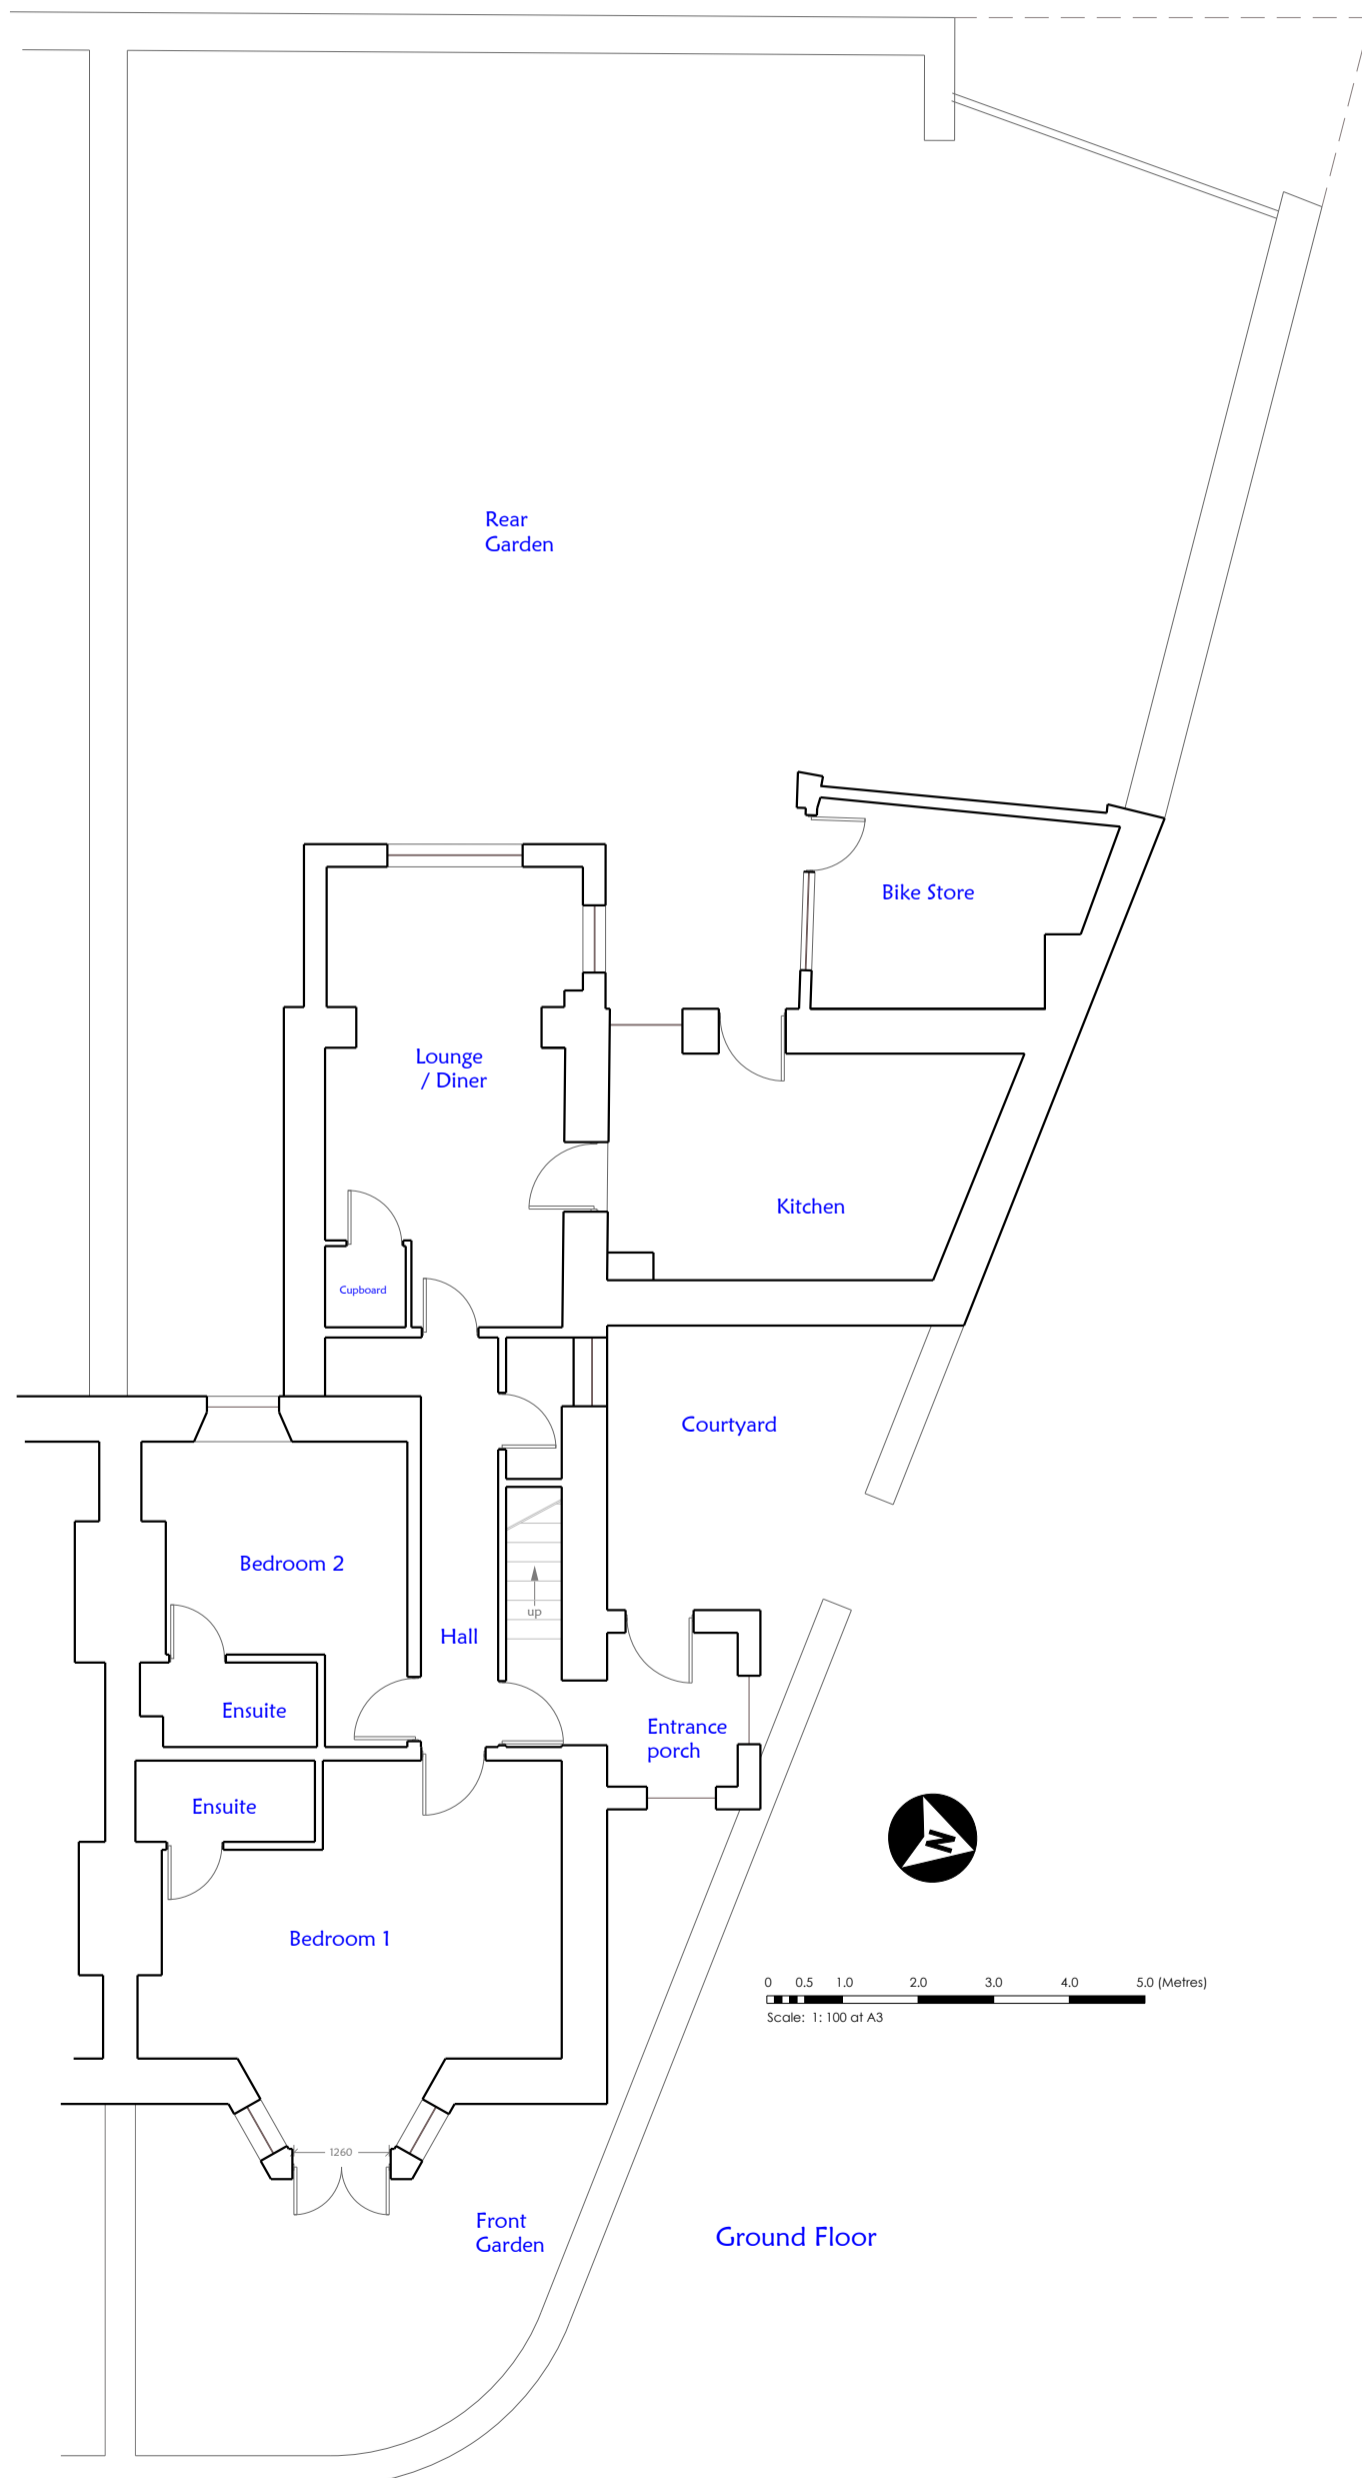 Rear
Garden
Bike Store
Lounge
/ Diner
Kitchen
Cupboard
Courtyard
Bedroom 2
up
Hall
Ensuite
Entrance
porch
Ensuite
N
Bedroom 1
0 0.5 1.0 2.0 3.0 4.0 5.0 (Metres)
Scale: 1: 100 at A3
1260
Front
Garden
Ground Floor